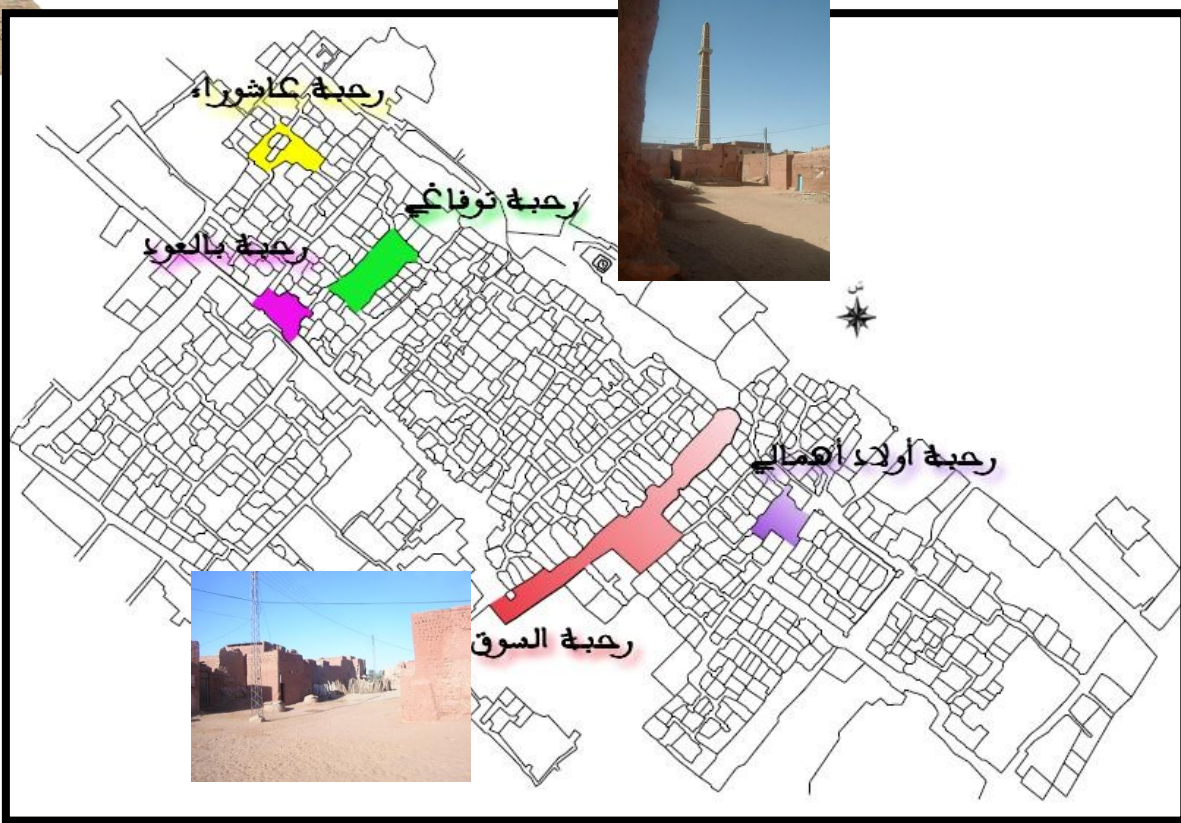 رحبة عاشوراء
رحبة توفاغي
رحبة بالعود
ش
رحبة أولاد أهمالي
رحبة السوق